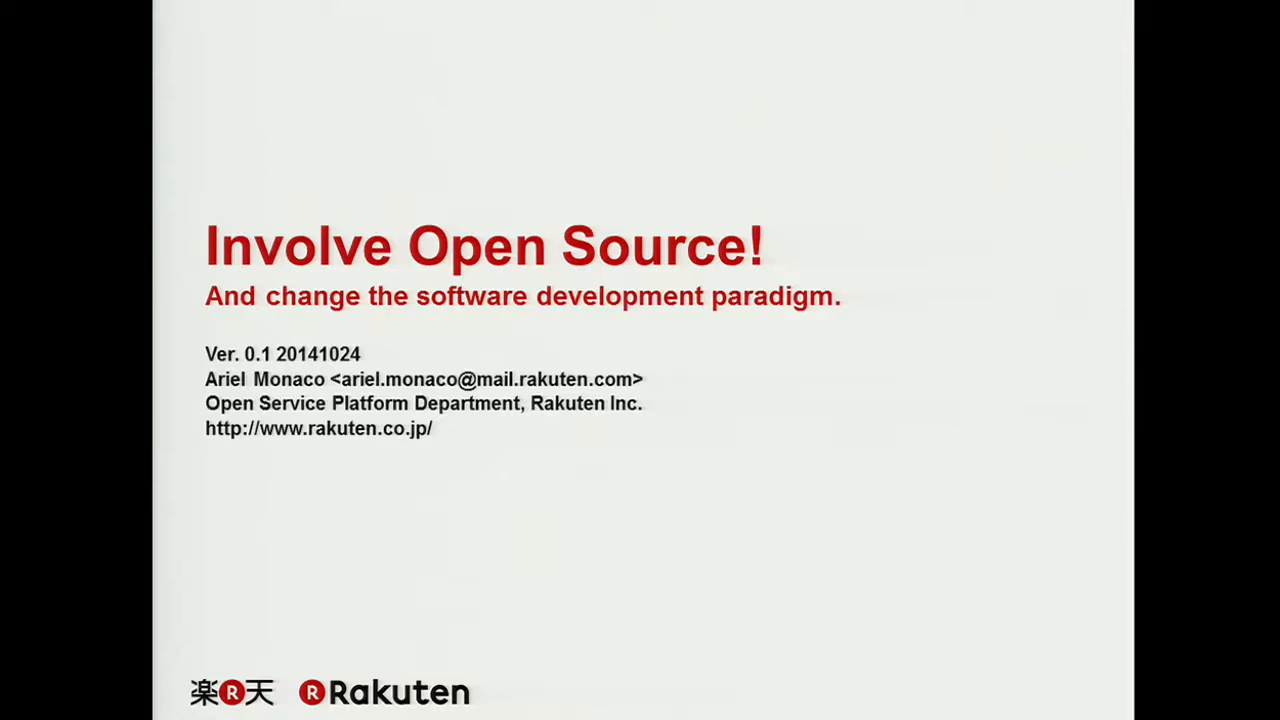 Involve Open Source!
And change the software development paradigm.
Ver. 0.1 20141024
Ariel Monaco <ariel.monaco@mail.rakuten.com>
Open Service Platform Department, Rakuten Inc.
http://www.rakuten.co.jp/
楽R天 R Rakuten